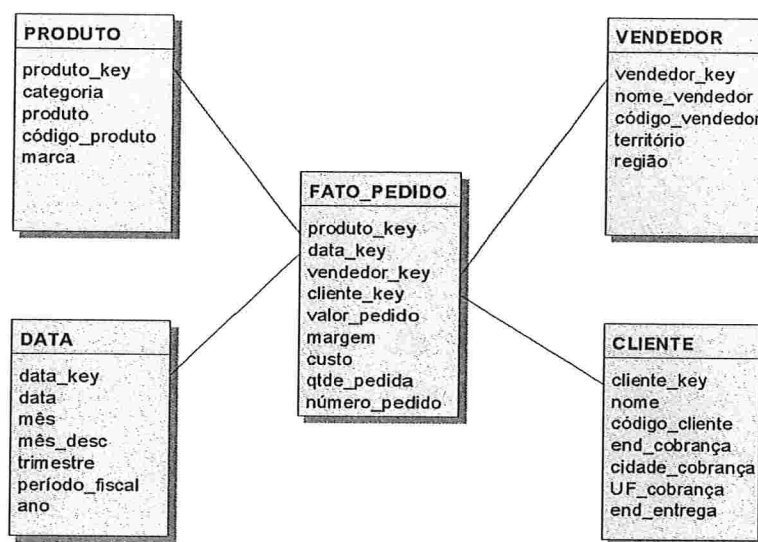 PRODUTO
produto_key
categoria
produto
código_produto
marca
VENDEDOR
vendedor_key
nome_vendedor
código_vendedor
território
região
FATO_PEDIDO
produto_key
data_key
vendedor_key
cliente_key
valor_pedido
margem
custo
qtde_pedida
número_pedido
DATA
data_key
data
mês
mês_desc
trimestre
período_fiscal
ano
CLIENTE
cliente_key
nome
código_cliente
end_cobrança
cidade_cobrança
UF_cobrança
end_entrega